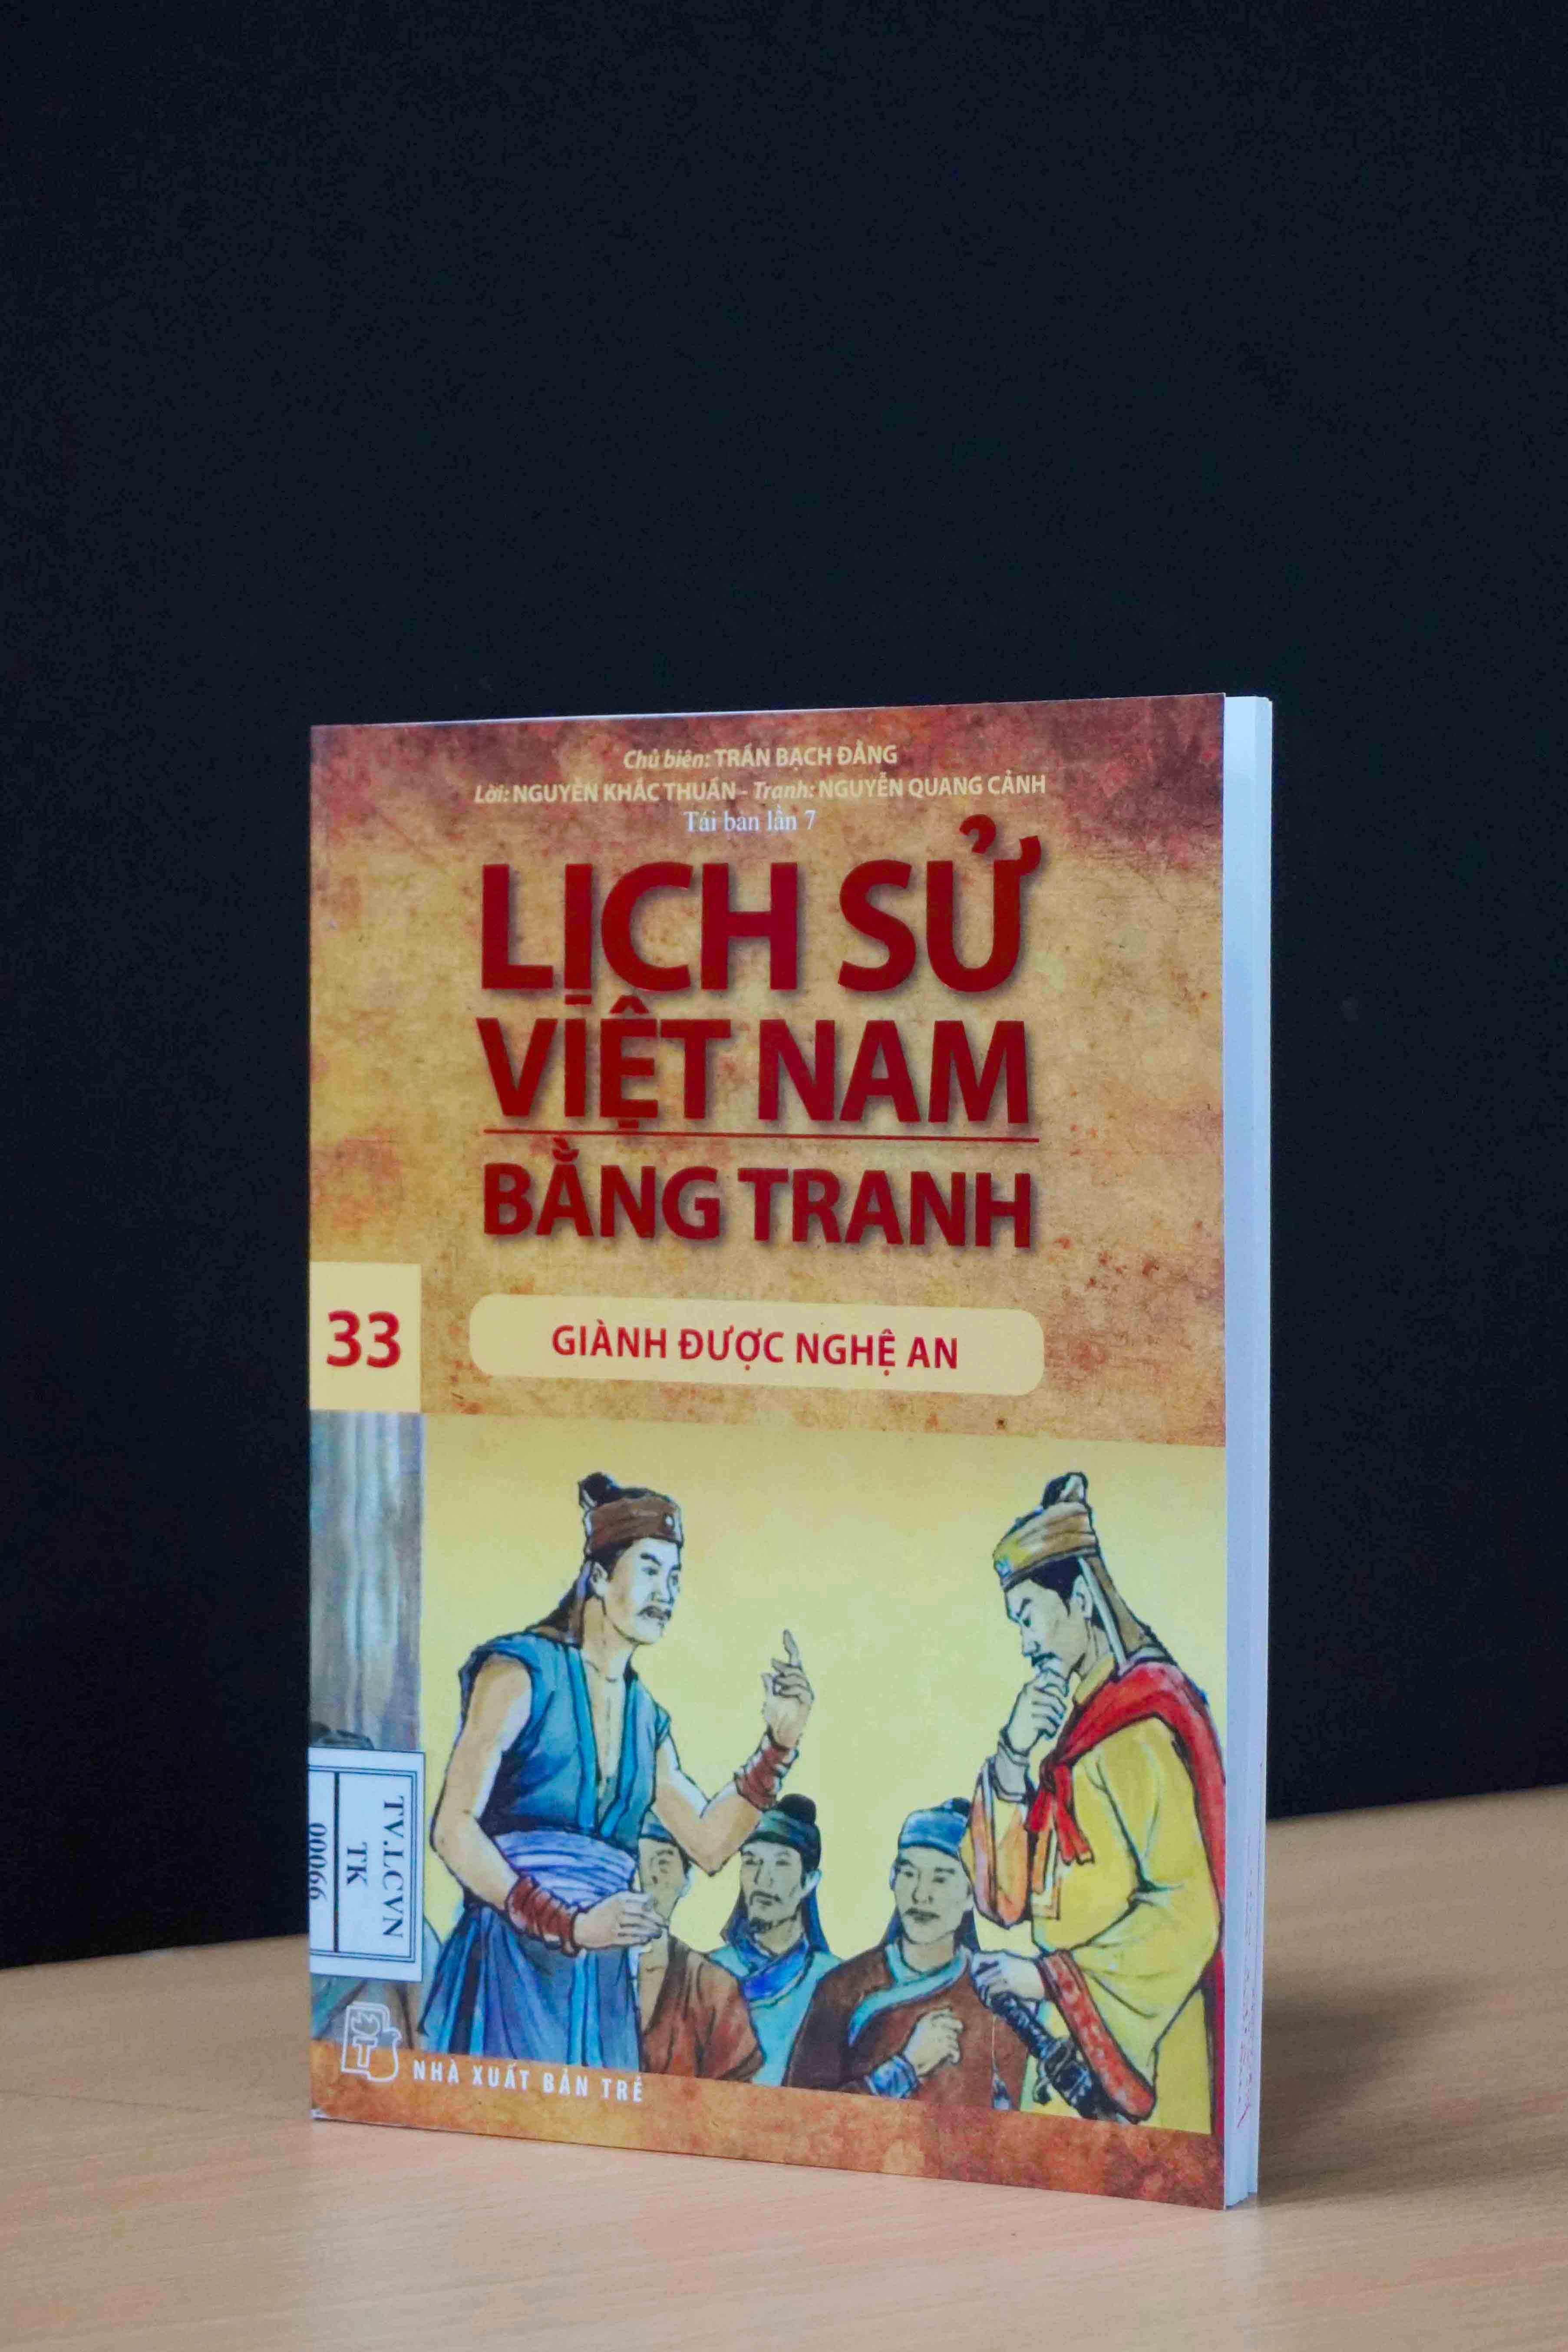 Chủ biên: TRẦN BẠCH ĐẰNG
Lời: NGUYỄN KHẮC THUẦN - Tranh: NGUYỄN QUANG CẢNH
Tái bản lần 7
LỊCH SỬ
VIỆT NAM
BẰNG TRANH
33
GIÀNH ĐƯỢC NGHỆ AN
TV.LCVN
TK
00066
NHÀ XUẤT BẢN TRẺ